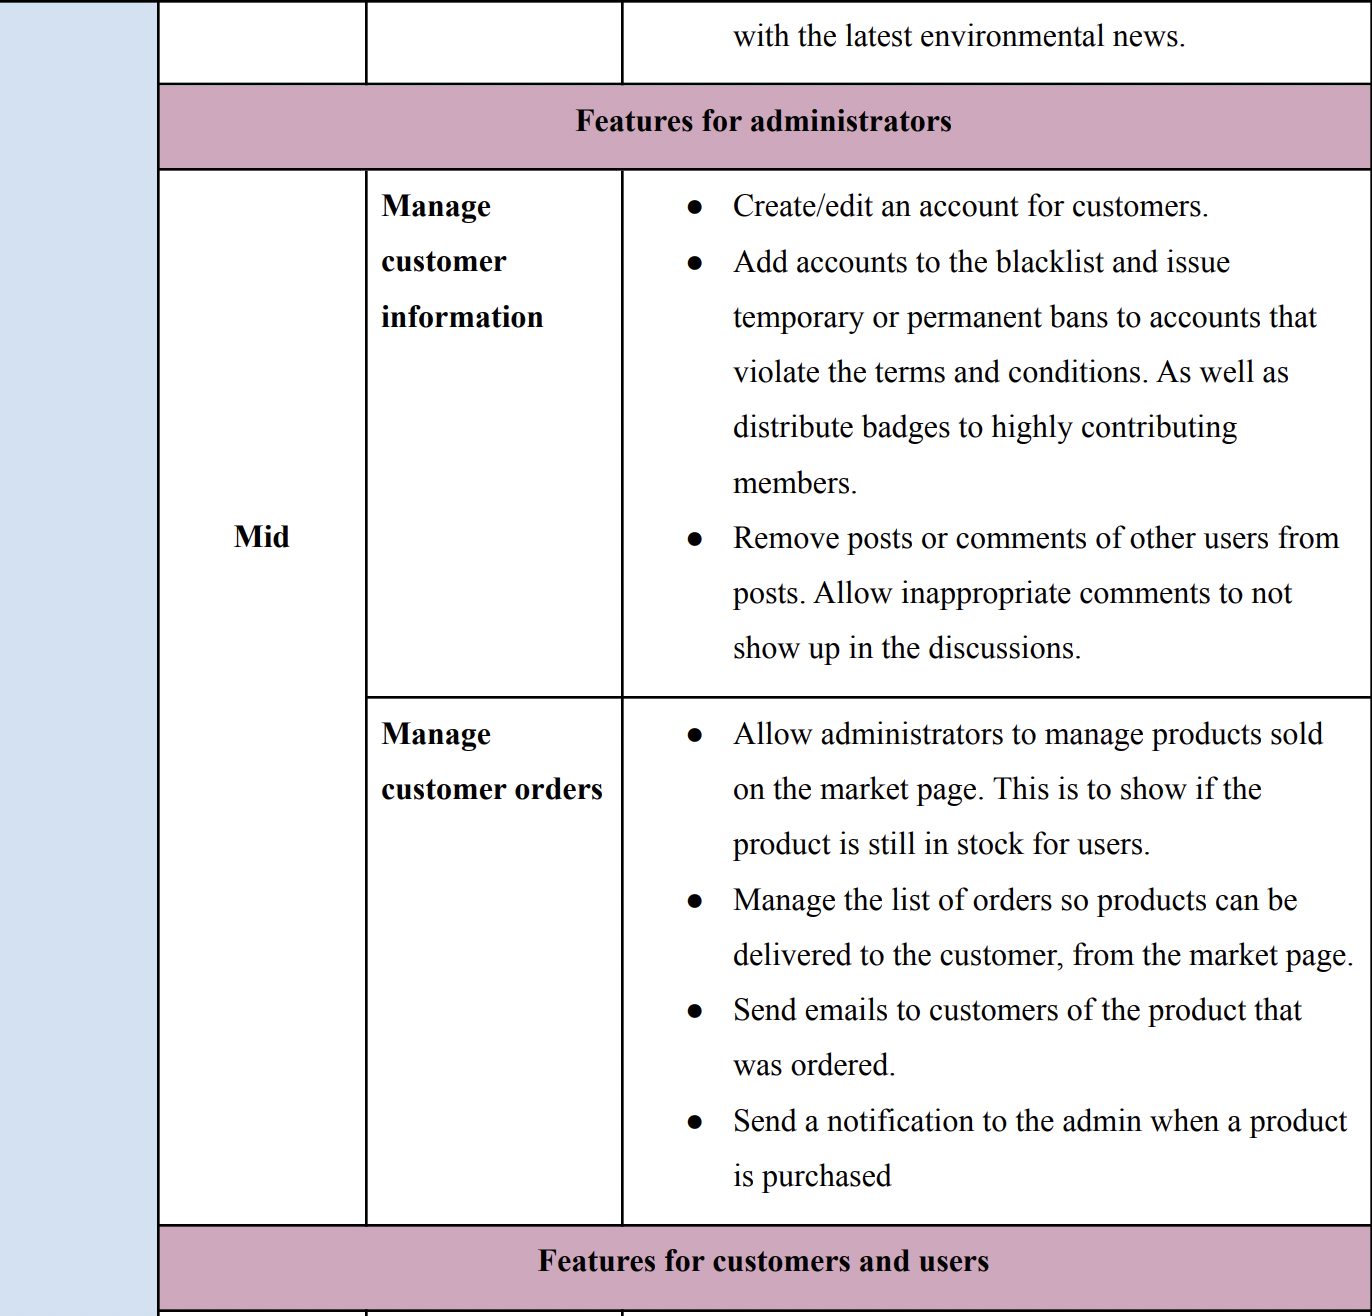 with the latest environmental news.
Features for administrators
Mid
Manage
customer
information
● Create/edit an account for customers.
● Add accounts to the blacklist and issue
temporary or permanent bans to accounts that
violate the terms and conditions. As well as
distribute badges to highly contributing
members.
● Remove posts or comments of other users from
posts. Allow inappropriate comments to not
show up in the discussions.
Manage
customer orders
● Allow administrators to manage products sold
on the market page. This is to show if the
product is still in stock for users.
● Manage the list of orders so products can be
delivered to the customer, from the market page.
● Send emails to customers of the product that
was ordered.
● Send a notification to the admin when a product
is purchased
Features for customers and users